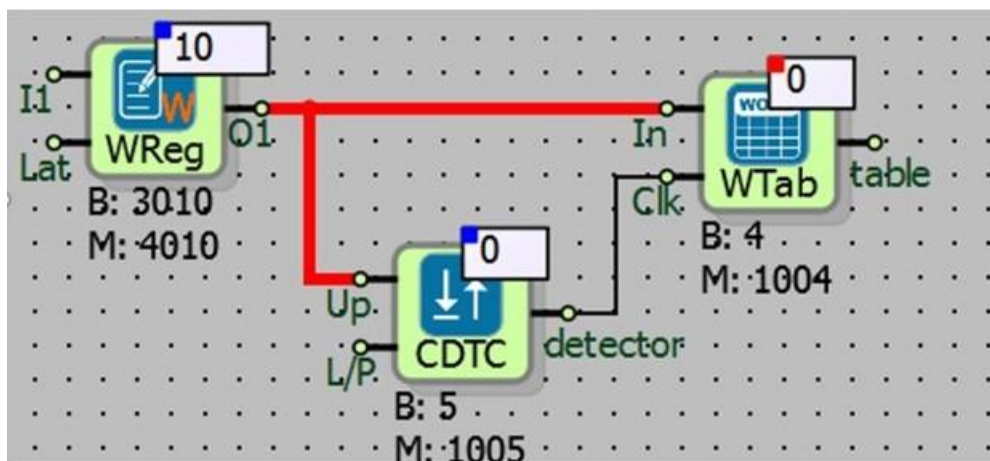 10
I1
O1
Lat
W
WReg
B: 3010
M: 4010
0
In
Clk
WTab
table
B: 4
M: 1004
0
Up
L/P
CDTC
detector
B: 5
M: 1005